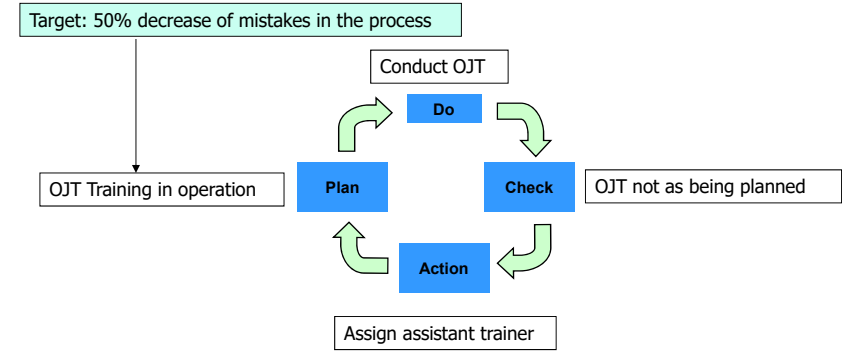 Target: 50% decrease of mistakes in the process
Conduct OJT
Do
OJT Training in operation
Plan
Check
OJT not as being planned
Action
Assign assistant trainer